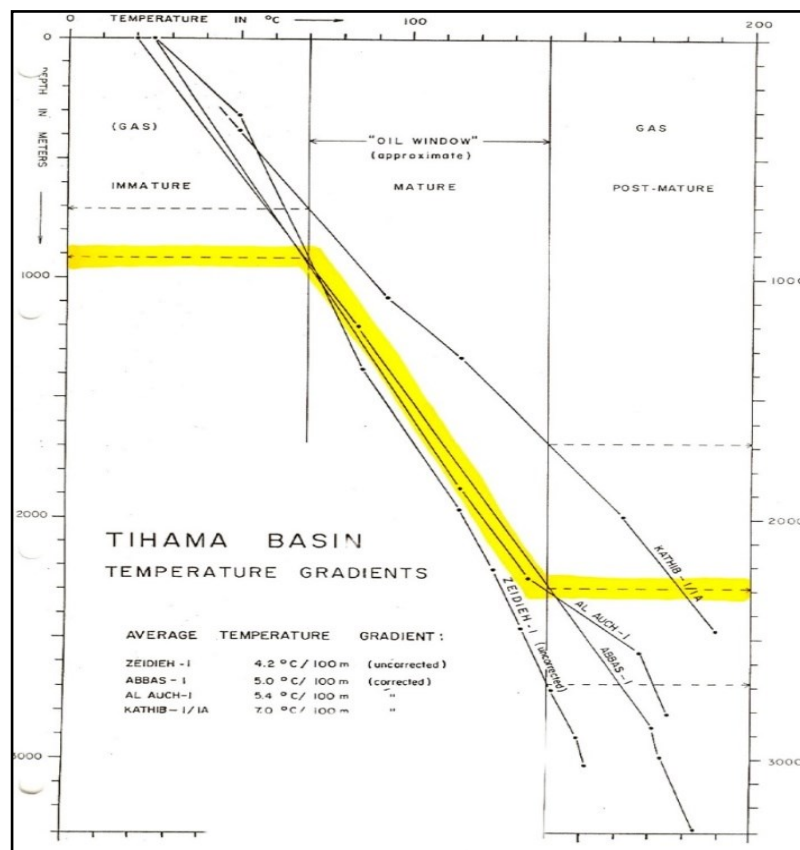 0 TEMPERATURE IN °C 100 200
0 0
DEPTH IN METERS
(GAS)
"OIL WINDOW"
(approximate)
GAS
IMMATURE MATURE POST-MATURE
1000 1000
2000 2000
3000 3000
KATHIB-1/1A
AL AUCH-1
ABBAS-1
ZEIDIEH-1 (uncorrected)
TIHAMA BASIN
TEMPERATURE GRADIENTS
AVERAGE TEMPERATURE GRADIENT:
ZEIDIEH-1 4.2 °C/100 m (uncorrected)
ABBAS-1 5.0 °C/100 m (corrected)
AL AUCH-1 5.4 °C/100 m "
KATHIB-1/1A 7.0 °C/100 m "